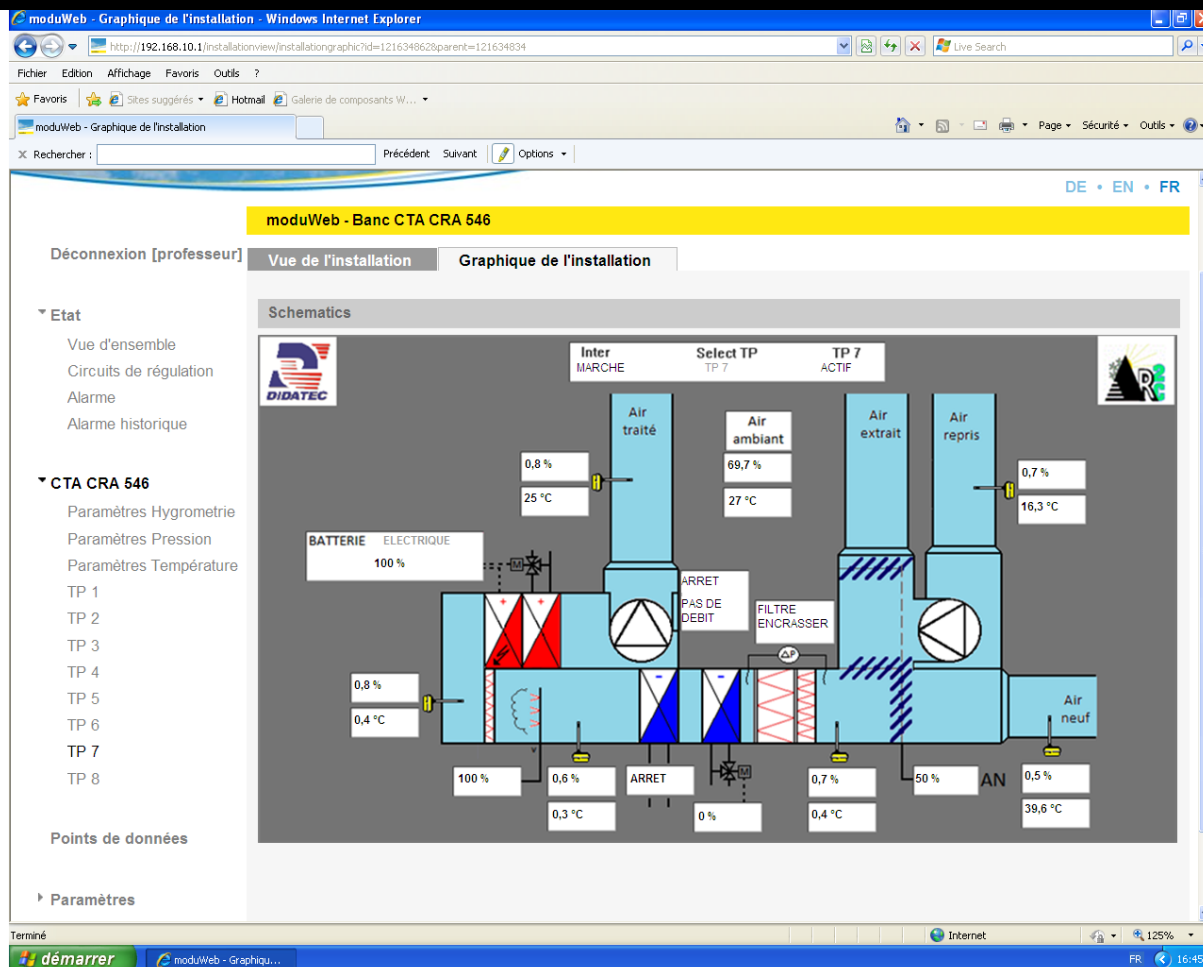 moduWeb - Graphique de l'installation - Windows Internet Explorer
http://192.168.10.1/installationview/installationgraphic?id=121634862&parent=121634834
Live Search
Fichier Edition Affichage Favoris Outils ?
Favoris Sites suggérés Hotmail Galerie de composants W...
moduWeb - Graphique de l'installation
Page Sécurité Outils
X Rechercher : Précédent Suivant Options
DE • EN • FR
moduWeb - Banc CTA CRA 546
Déconnexion [professeur]
Vue de l'installation Graphique de l'installation
Etat
Vue d'ensemble
Circuits de régulation
Alarme
Alarme historique
CTA CRA 546
Paramètres Hygrometrie
Paramètres Pression
Paramètres Température
TP 1
TP 2
TP 3
TP 4
TP 5
TP 6
TP 7
TP 8
Points de données
Paramètres
Schematics
DIDATEC
Inter Select TP TP 7
MARCHE TP 7 ACTIF
Air
traité
Air
ambiant
Air
extrait
Air
repris
0,8 %
25 °C
69,7 %
27 °C
0,7 %
16,3 °C
BATTERIE ELECTRIQUE
100 %
M
ARRET
PAS DE
DEBIT
FILTRE
ENCRASSER
ΔP
0,8 %
0,4 °C
Air
neuf
100 %
0,6 %
0,3 °C
ARRET
M
0 %
0,7 %
0,4 °C
50 % AN
0,5 %
39,6 °C
Terminé
Internet
125%
démarrer
moduWeb - Graphiqu...
FR
16:45